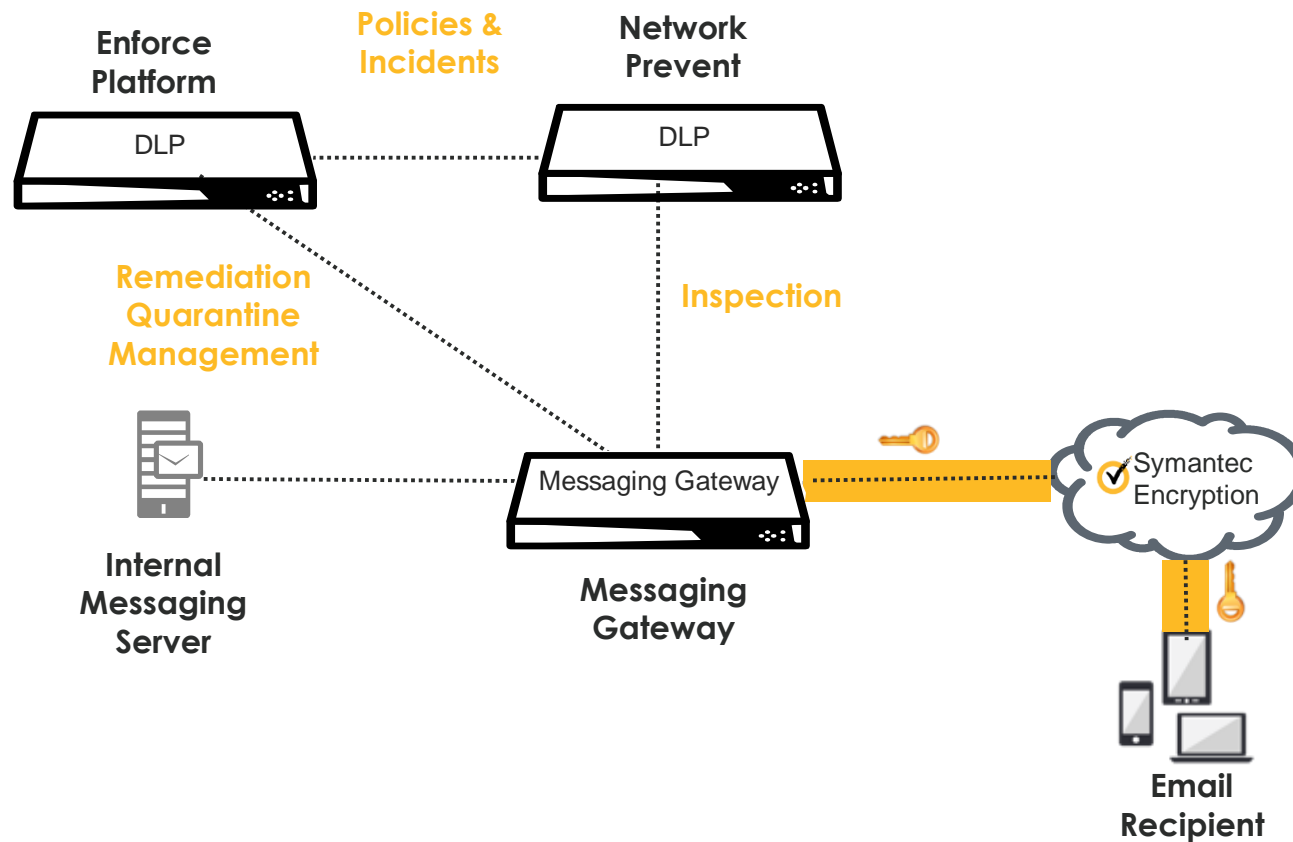 Enforce
Platform
Policies &
Incidents
Network
Prevent
DLP
DLP
Remediation
Quarantine
Management
Inspection
Messaging Gateway
Symantec
Encryption
Internal
Messaging
Server
Messaging
Gateway
Email
Recipient